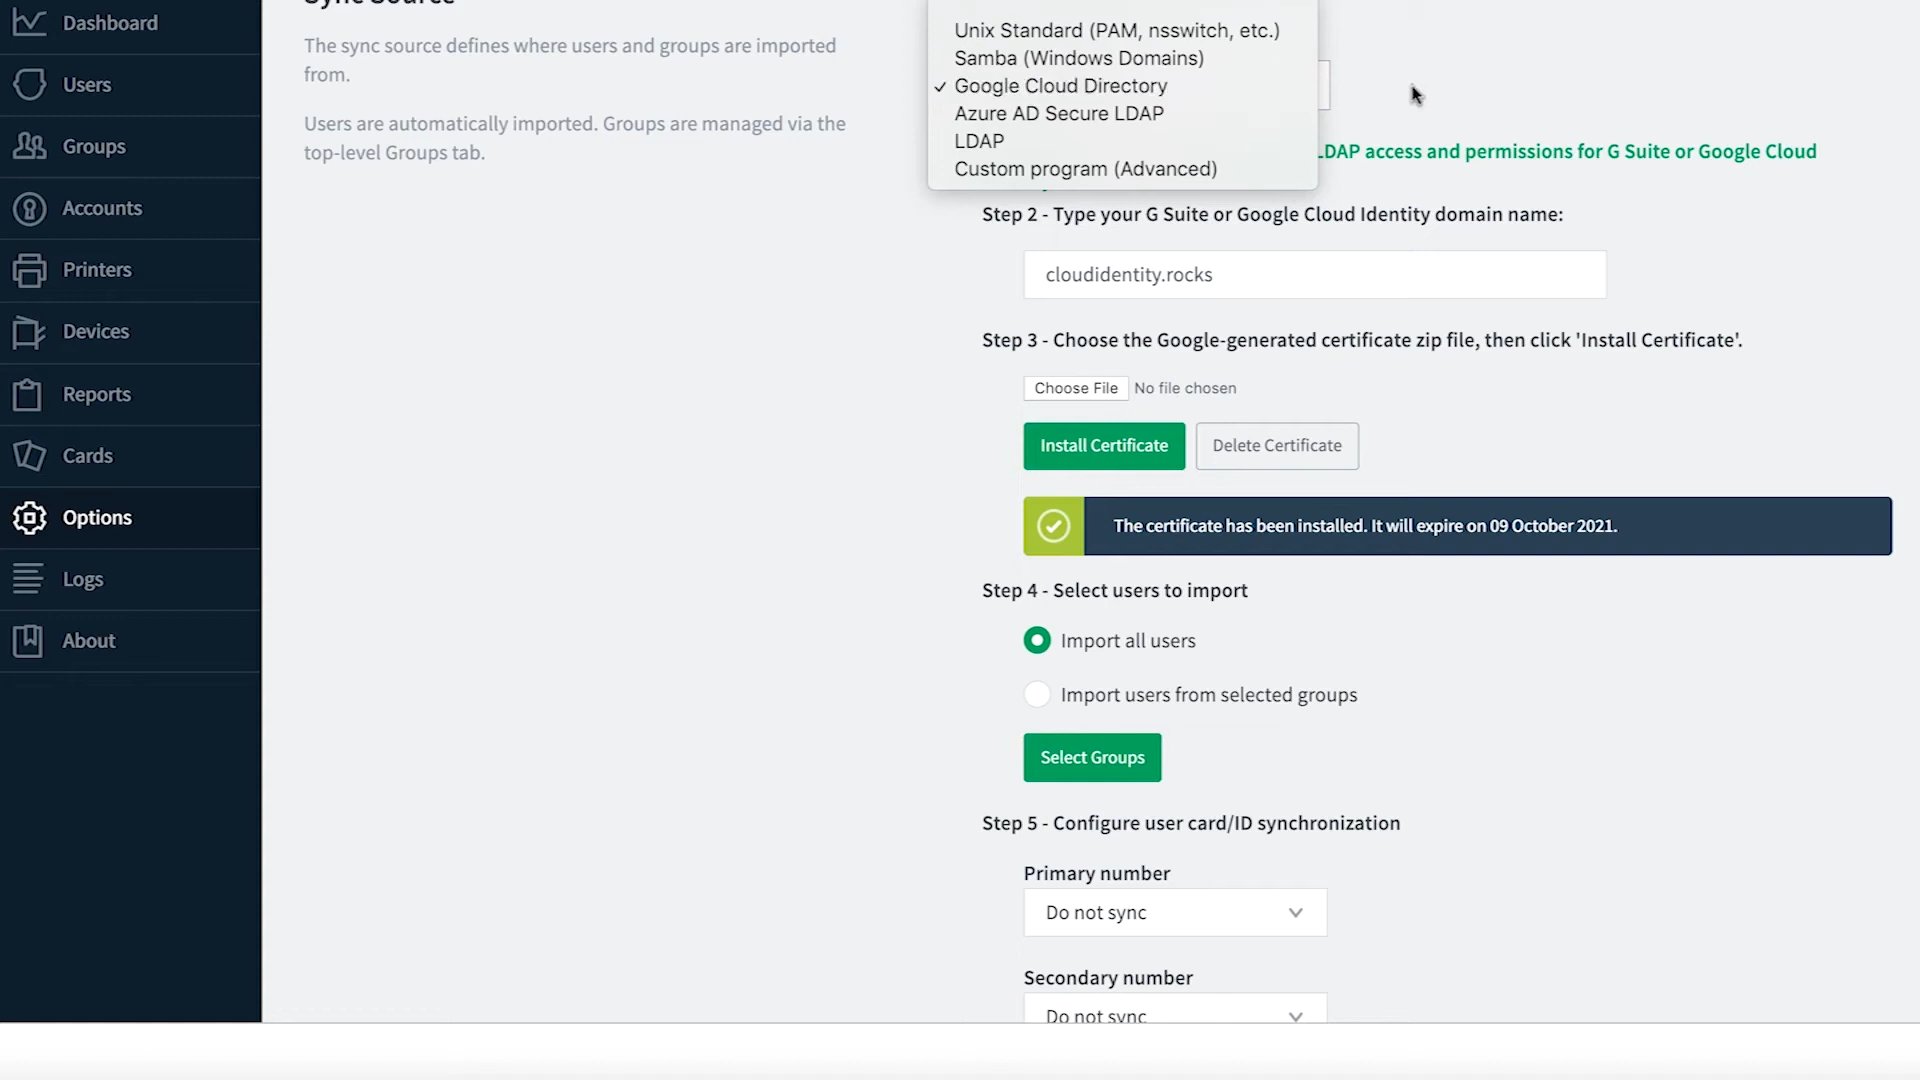 Dashboard
Users
Groups
Accounts
Printers
Devices
Reports
Cards
Options
Logs
About
Sync Source
The sync source defines where users and groups are imported
from.
Users are automatically imported. Groups are managed via the
top-level Groups tab.
Unix Standard (PAM, nsswitch, etc.)
Samba (Windows Domains)
✓ Google Cloud Directory
Azure AD Secure LDAP
LDAP
Custom program (Advanced)
LDAP access and permissions for G Suite or Google Cloud
Step 2 - Type your G Suite or Google Cloud Identity domain name:
cloudidentity.rocks
Step 3 - Choose the Google-generated certificate zip file, then click 'Install Certificate'.
Choose File No file chosen
Install Certificate Delete Certificate
The certificate has been installed. It will expire on 09 October 2021.
Step 4 - Select users to import
Import all users
Import users from selected groups
Select Groups
Step 5 - Configure user card/ID synchronization
Primary number
Do not sync
Secondary number
Do not sync